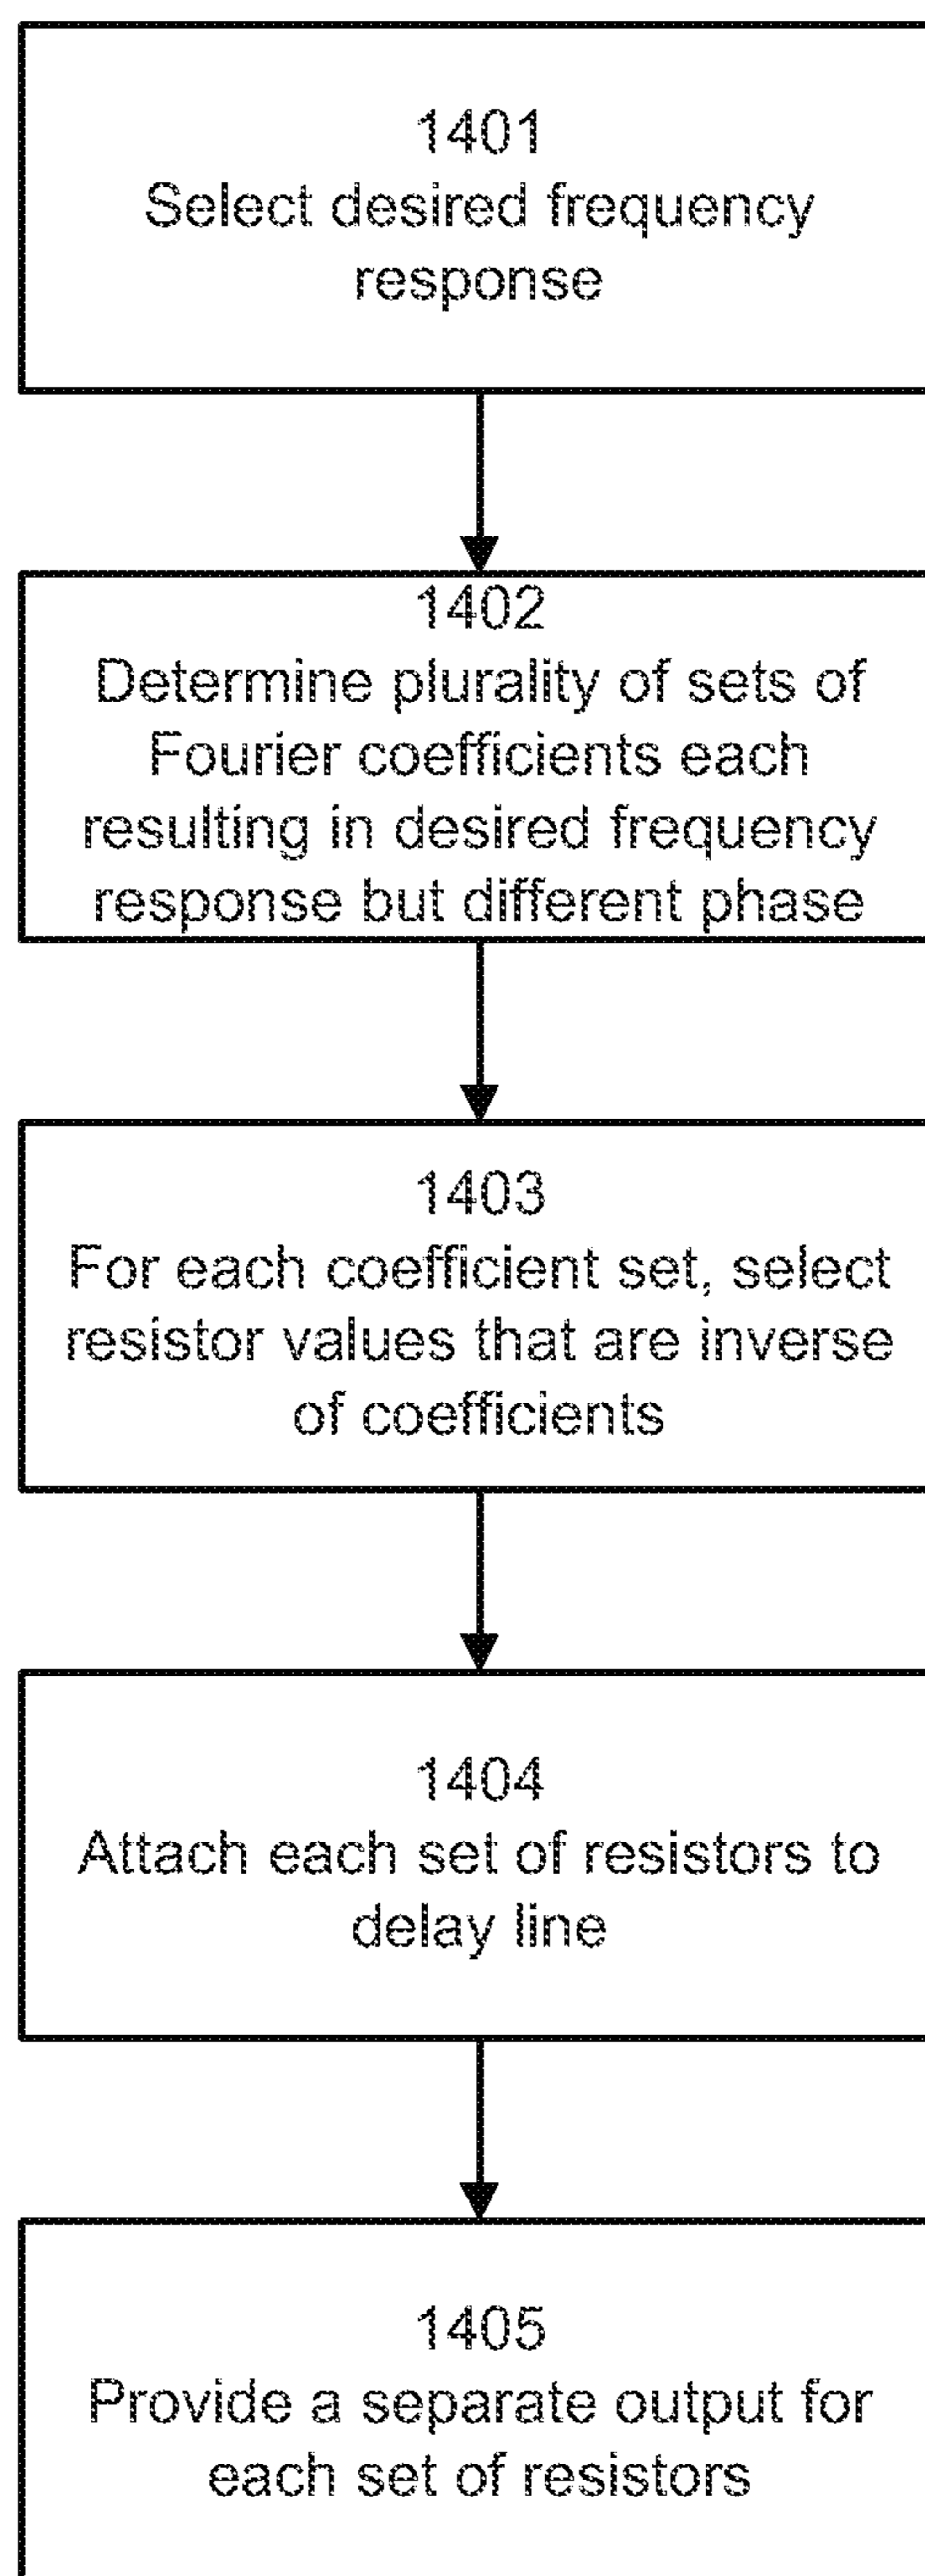 1401
Select desired frequency
response
1402
Determine plurality of sets of
Fourier coefficients each
resulting in desired frequency
response but different phase
1403
For each coefficient set, select
resistor values that are inverse
of coefficients
1404
Attach each set of resistors to
delay line
1405
Provide a separate output for
each set of resistors